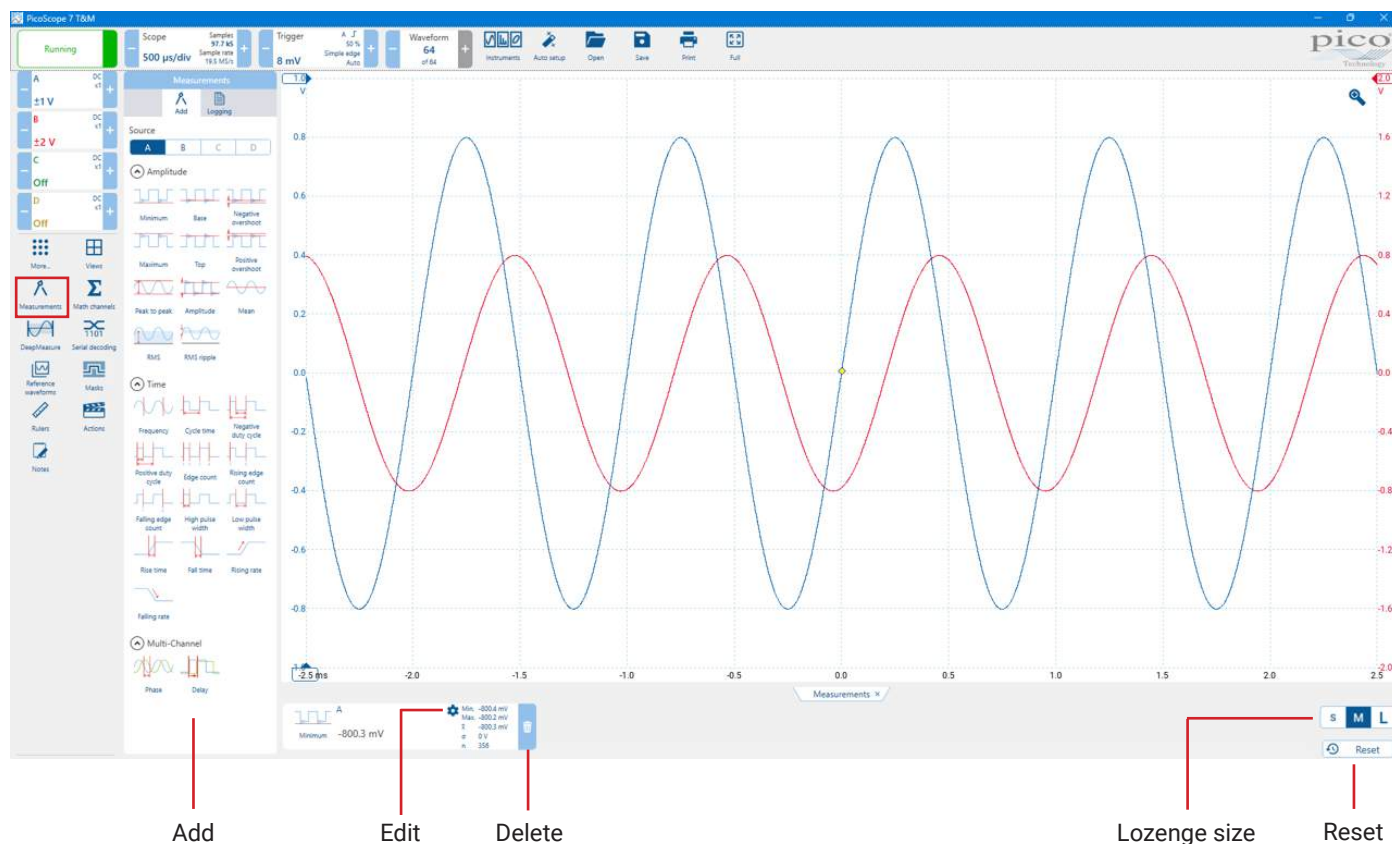 PicoScope 7 T&M
Running
Scope
500 µs/div
Samples
97.7 kS
Sample rate
19.5 MS/s
Trigger
8 mV
A
50 %
Simple edge
Auto
Waveform
64
of 64
Instruments
Auto setup
Open
Save
Print
Full
pico
Technology
A
DC
x1
±1 V
B
DC
x1
±2 V
C
DC
x1
Off
D
DC
x1
Off
More...
Views
Measurements
Math channels
DeepMeasure
Serial decoding
Reference
waveforms
Masks
Rulers
Actions
Notes
Measurements
Add
Logging
Source
A B C D
Amplitude
Minimum
Base
Negative
overshoot
Maximum
Top
Positive
overshoot
Peak to peak
Amplitude
Mean
RMS
RMS ripple
Time
Frequency
Cycle time
Negative
duty cycle
Positive duty
cycle
Edge count
Rising edge
count
Falling edge
count
High pulse
width
Low pulse
width
Rise time
Fall time
Rising rate
Falling rate
Multi-Channel
Phase
Delay
1.0
V
0.8
0.6
0.4
0.2
0.0
-0.2
-0.4
-0.6
-0.8
2.0
V
1.6
1.2
0.8
0.4
0.0
-0.4
-0.8
-1.2
-1.6
-2.0
-2.5 ms -2.0 -1.5 -1.0 -0.5 0.0 0.5 1.0 1.5 2.0 2.5
Measurements ×
A
Minimum
-800.3 mV
Min. -800.4 mV
Max. -800.2 mV
-800.3 mV
σ 0 V
n 356
S M L
Reset
Add
Edit
Delete
Lozenge size
Reset